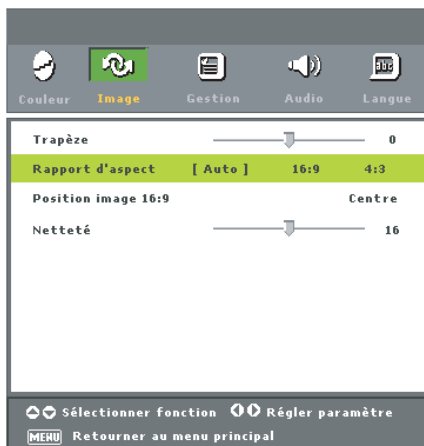 Couleur Image Gestion Audio Langue
Trapèze 0
Rapport d'aspect [ Auto ] 16:9 4:3
Position image 16:9 Centre
Netteté 16
Sélectionner fonction Régler paramètre
MENU Retourner au menu principal